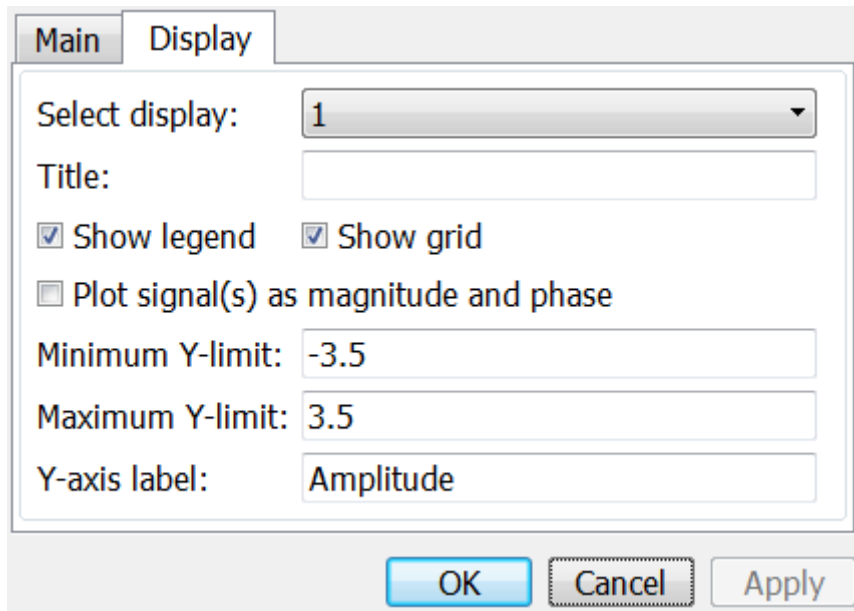 Main Display
Select display: 1
Title:
Show legend Show grid
Plot signal(s) as magnitude and phase
Minimum Y-limit: -3.5
Maximum Y-limit: 3.5
Y-axis label: Amplitude
OK Cancel Apply